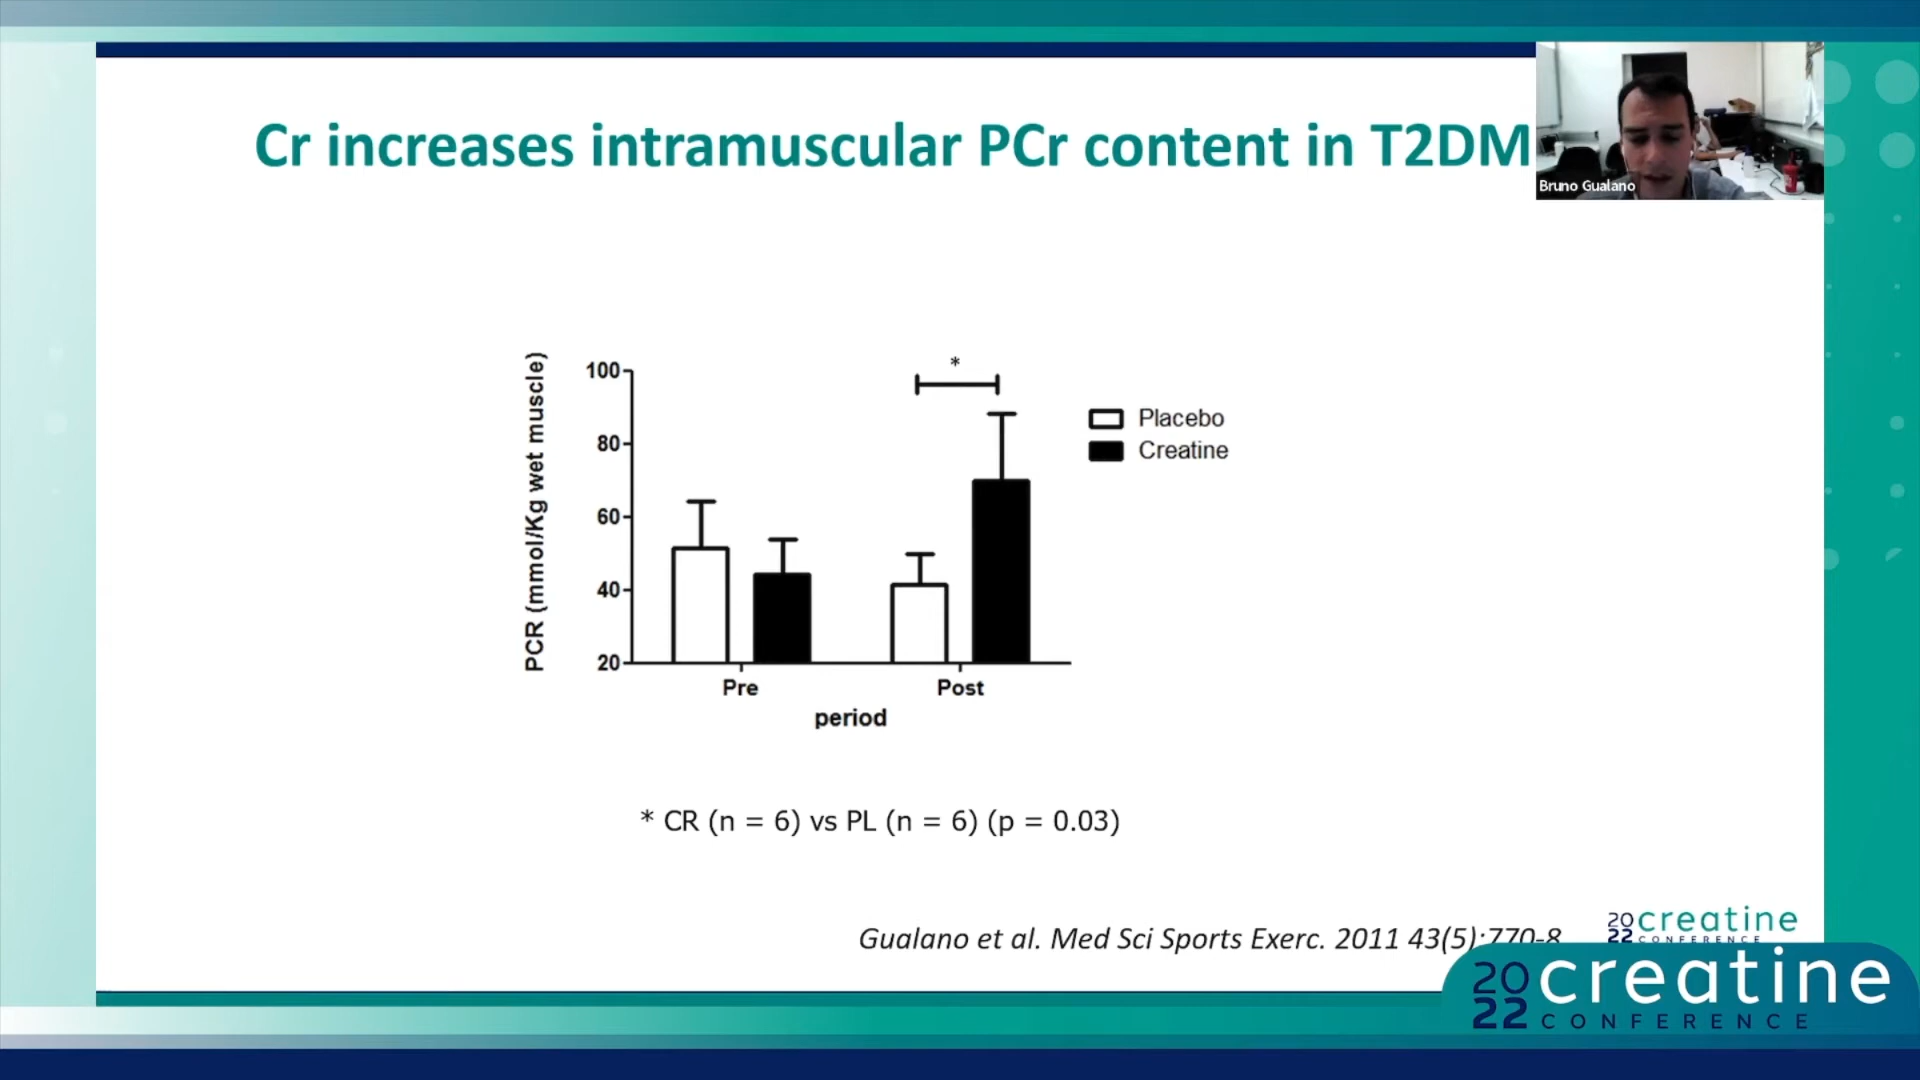 Cr increases intramuscular PCr content in T2DM
Bruno Gualano
PCR (mmol/Kg wet muscle)
100
80
60
40
20
*
Placebo
Creatine
Pre
Post
period
* CR (n = 6) vs PL (n = 6) (p = 0.03)
Gualano et al. Med Sci Sports Exerc. 2011 43(5):770-8
2022 creatine
CONFERENCE
2022 creatine
CONFERENCE